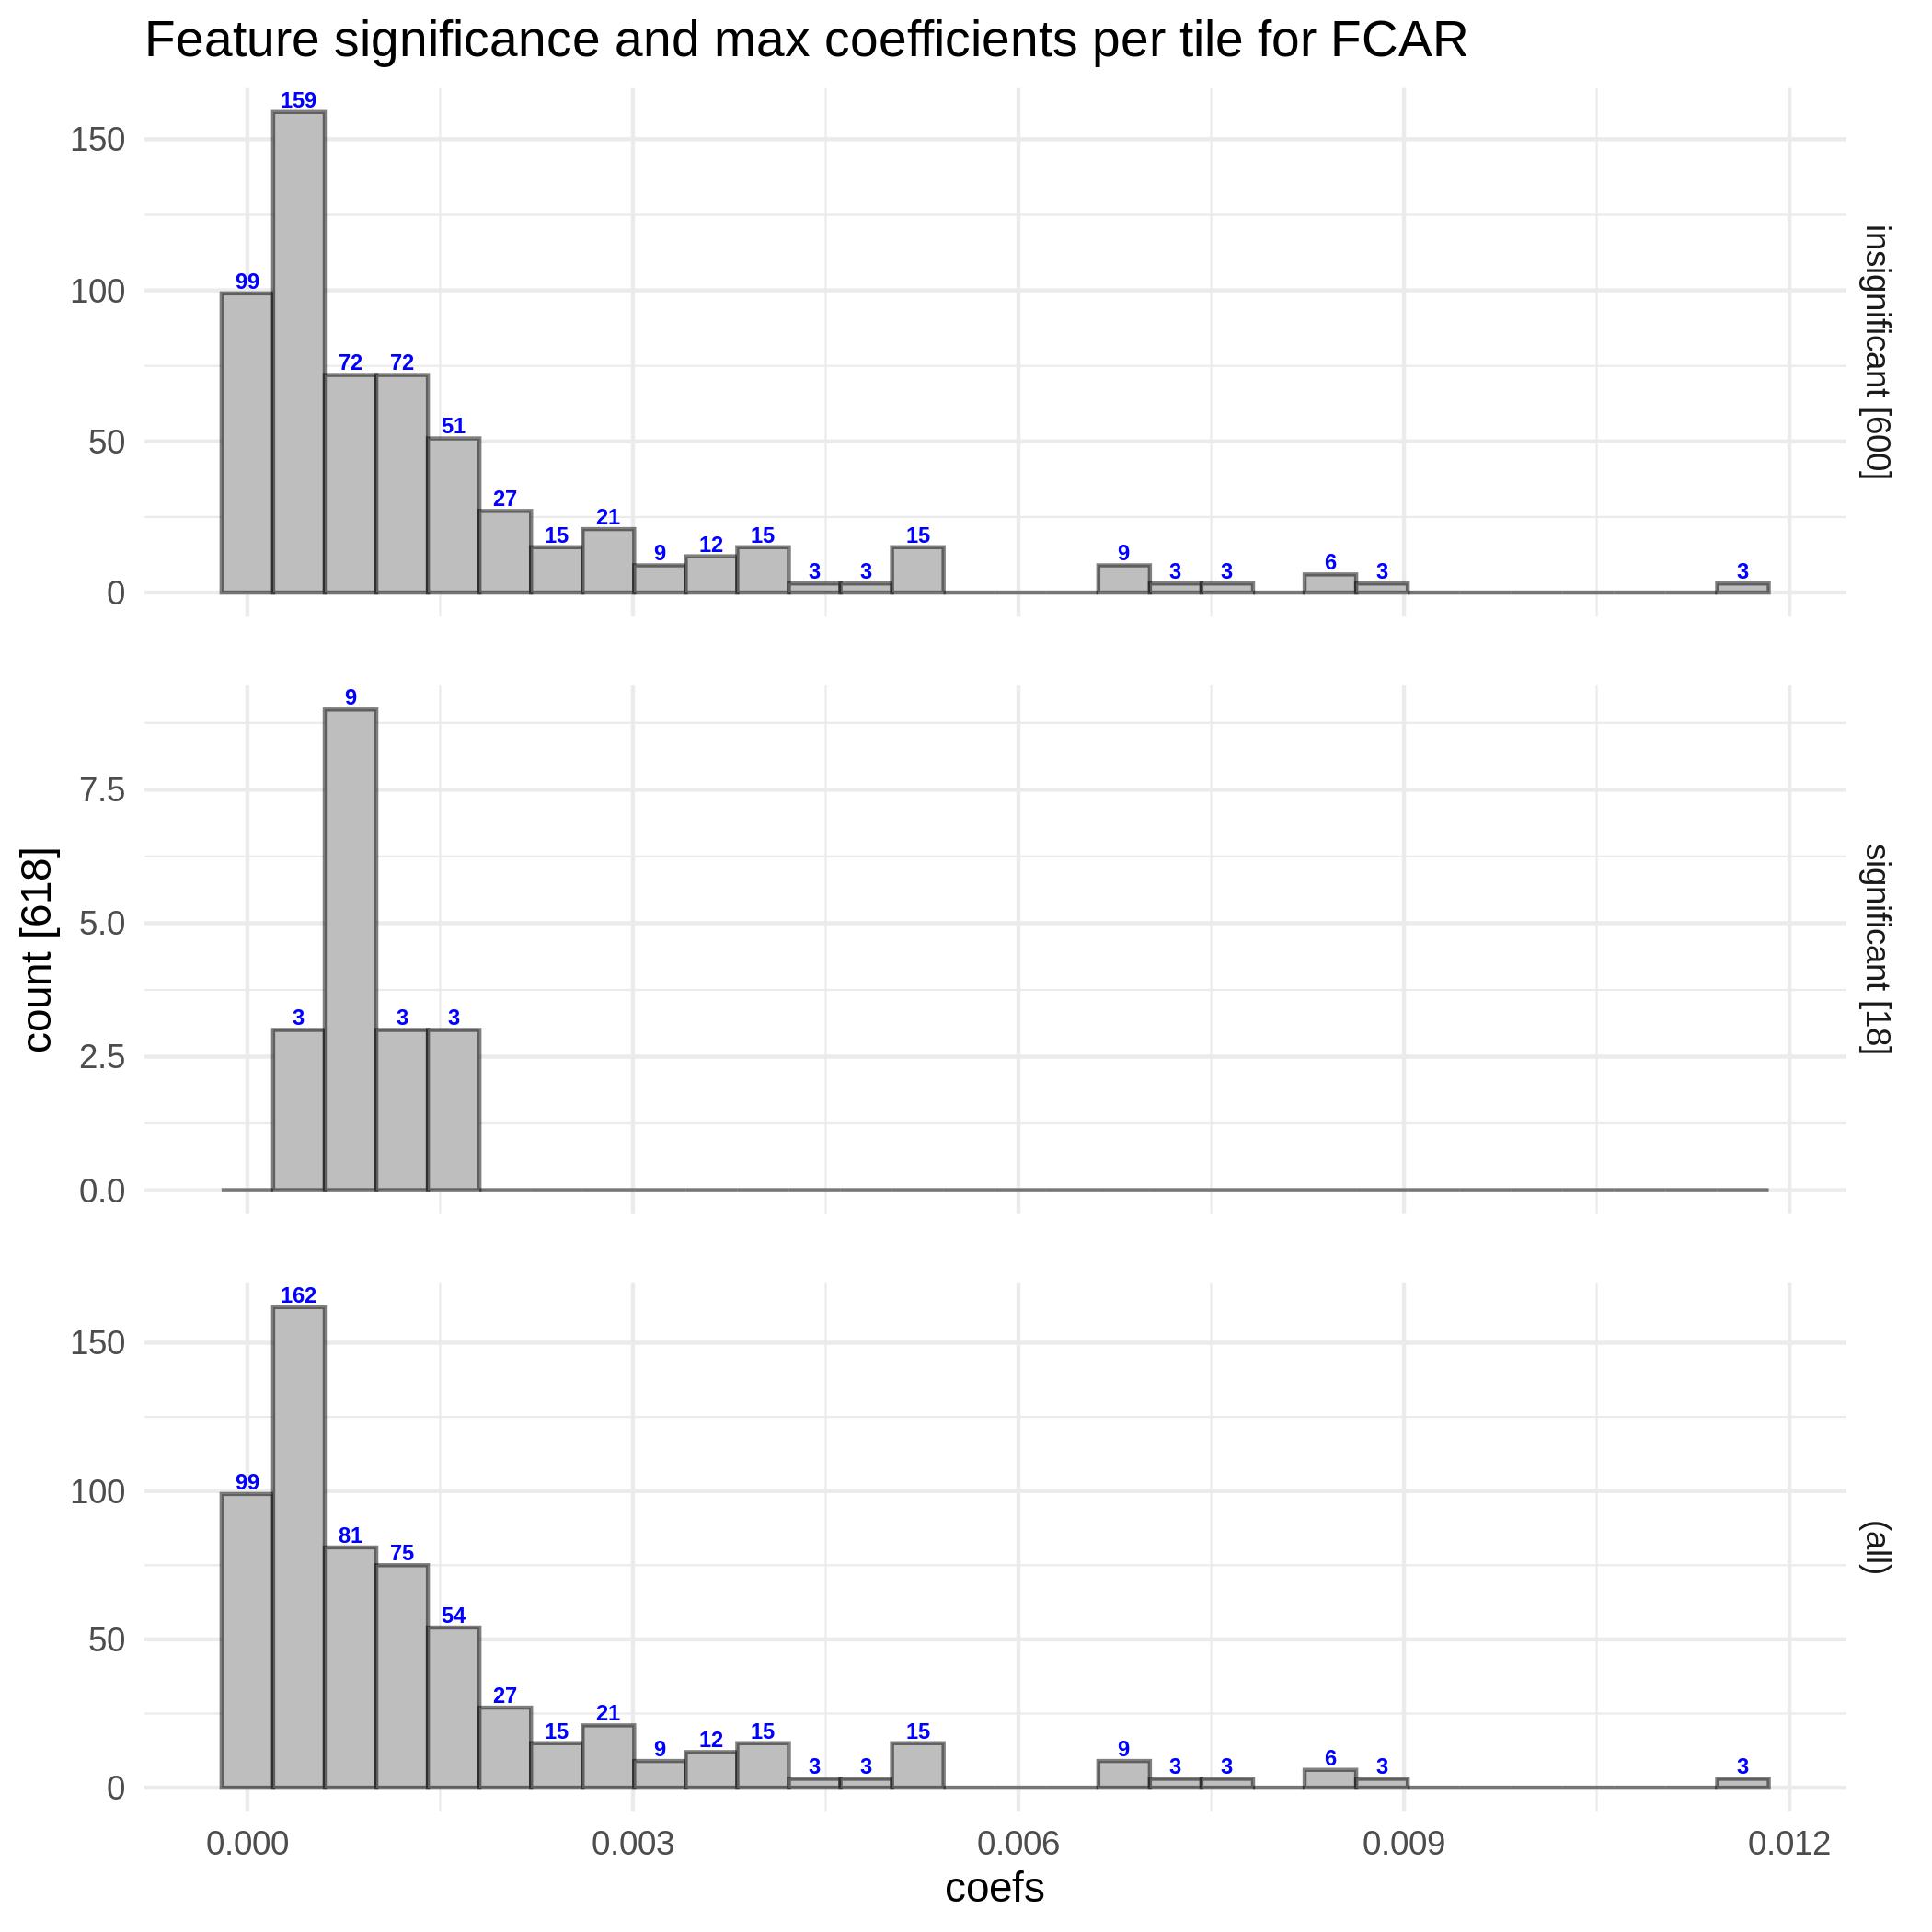 Feature significance and max coefficients per tile for FCAR
159
150
99
100
72 72
51
50
27
15 21 9 12 15 3 3 15 9 3 3 6 3 3
0
insignificant [600]
9
7.5
5.0
3 3 3
2.5
0.0
significant [18]
count [618]
162
150
99
100
81
75
54
50
27
15 21 9 12 15 3 3 15 9 3 3 6 3 3
0
(all)
0.000 0.003 0.006 0.009 0.012
coefs